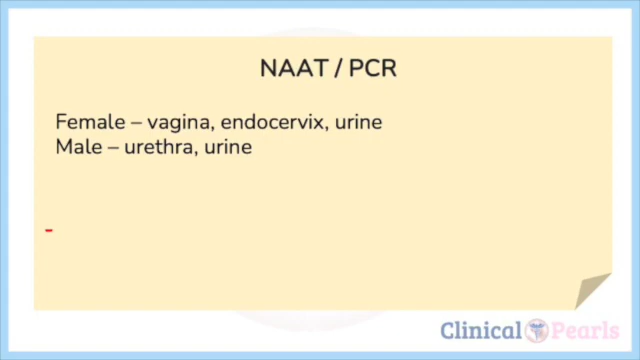 NAAT / PCR
Female – vagina, endocervix, urine
Male – urethra, urine
-
Clinical Pearls